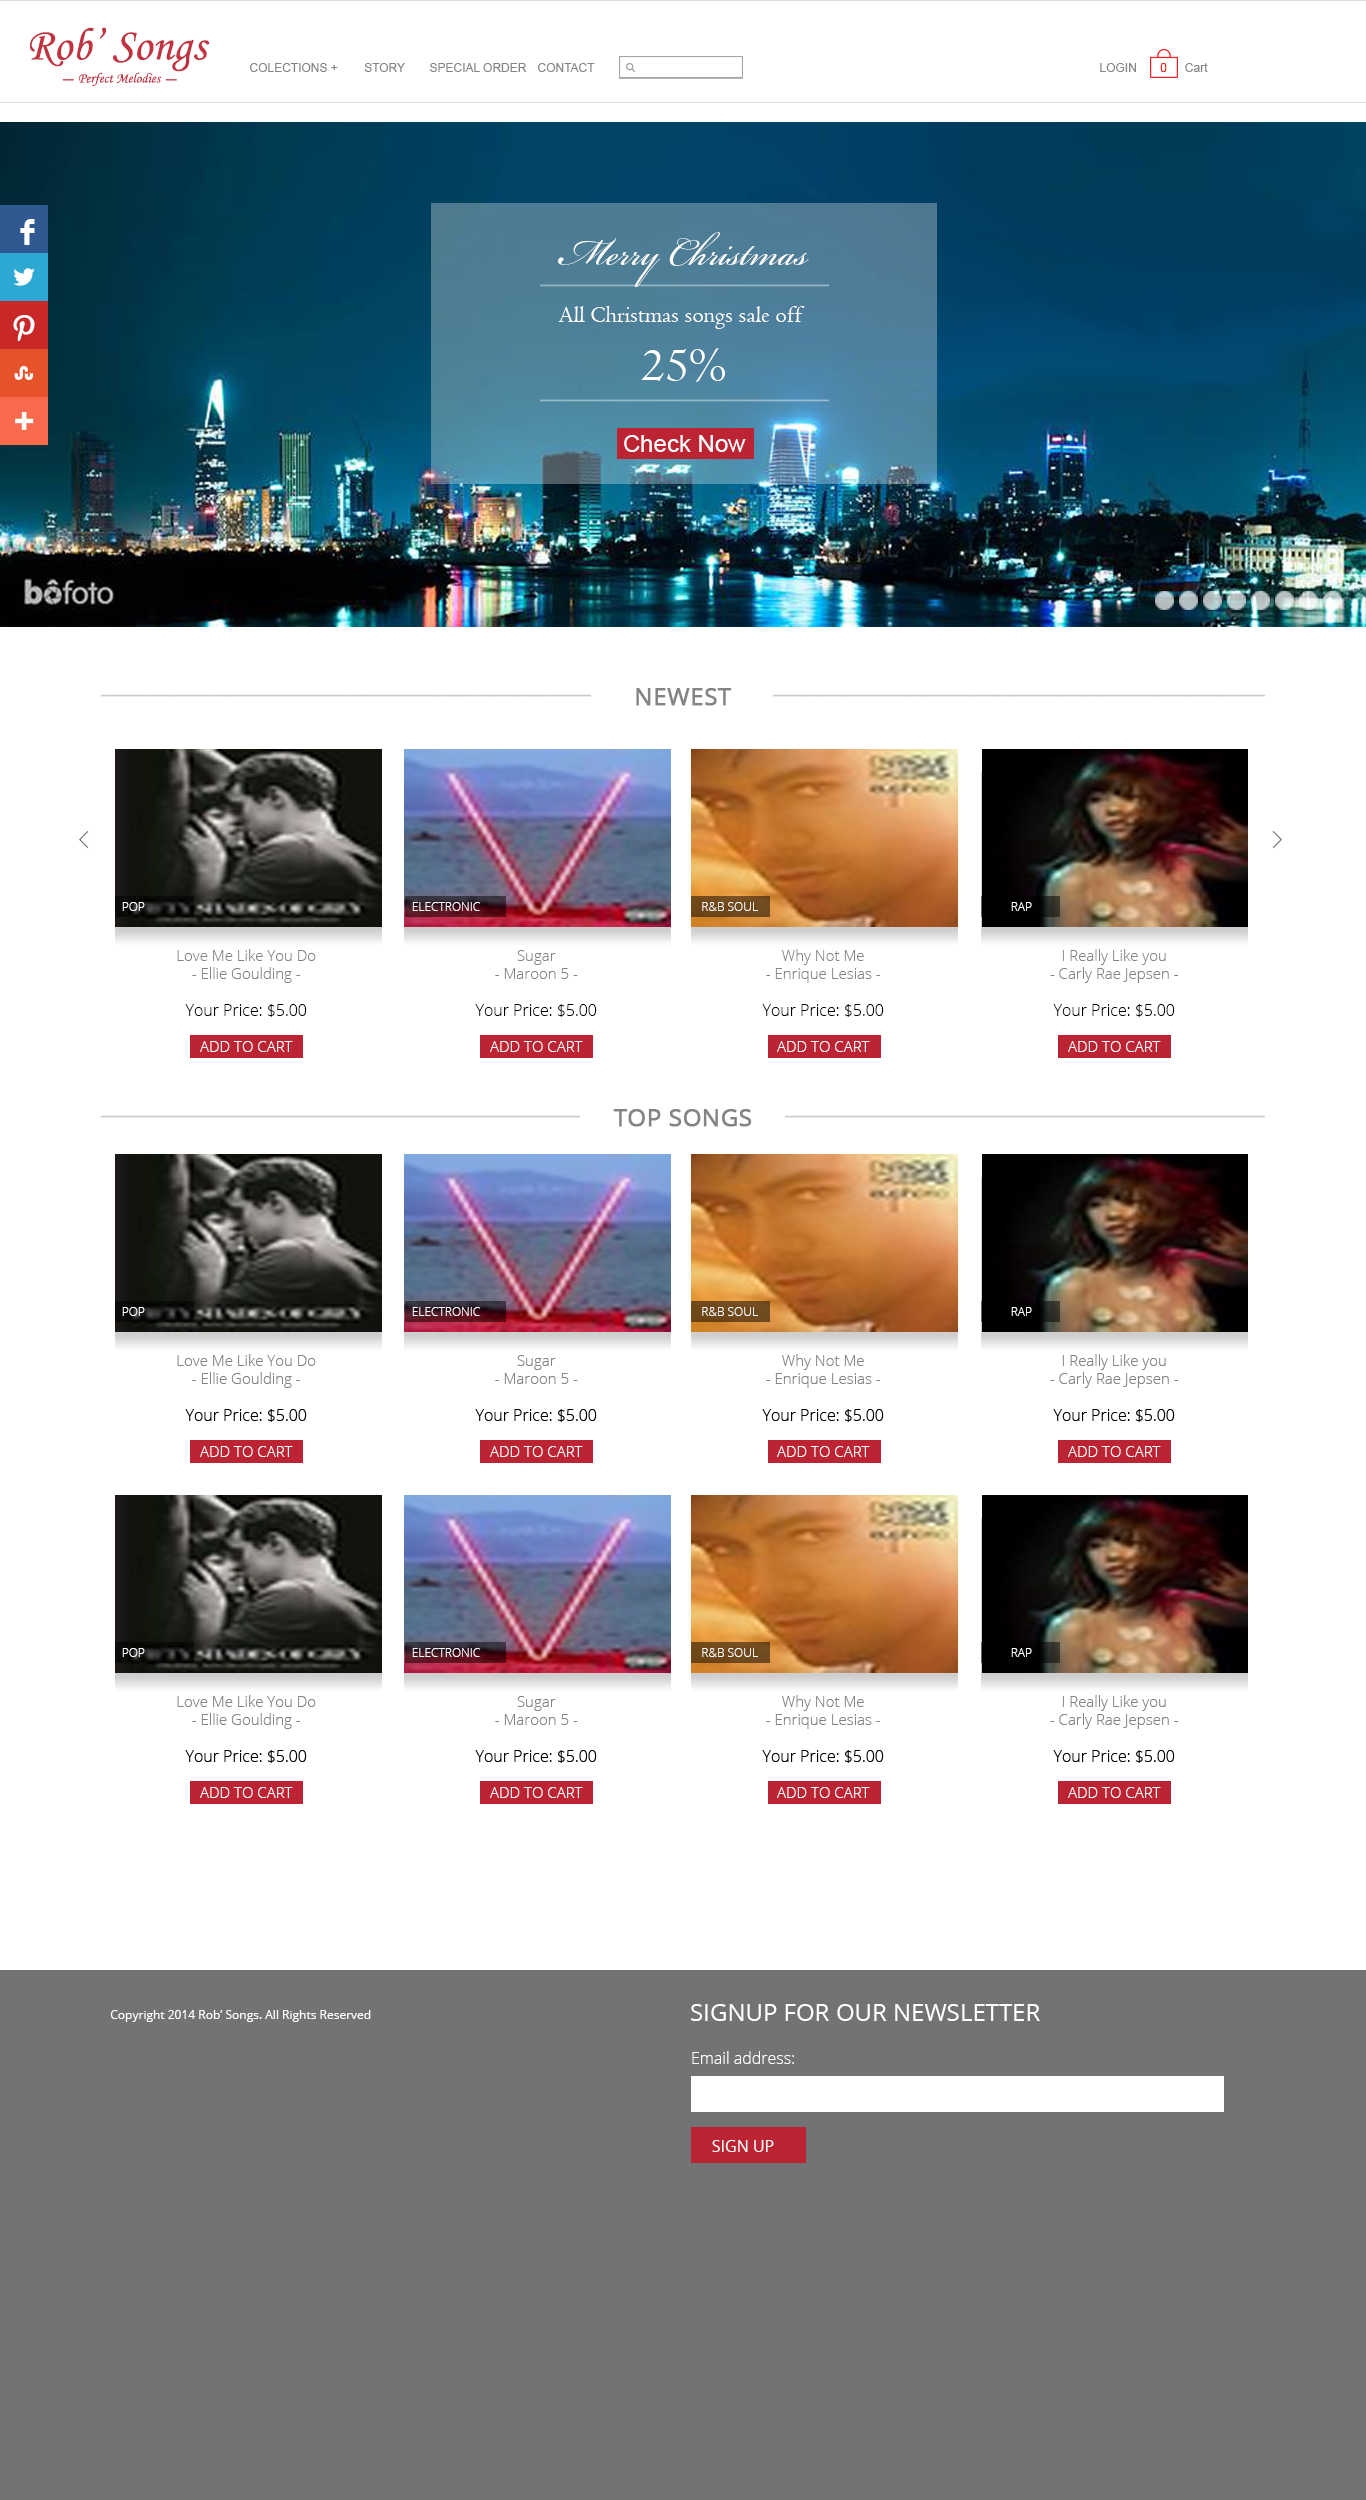 Rob' Songs
— Perfect Melodies —
COLECTIONS +
STORY
SPECIAL ORDER
CONTACT
LOGIN
0
Cart
Merry Christmas
All Christmas songs sale off
25%
Check Now
bôfoto
NEWEST
POP
ELECTRONIC
ENRIQUE
IGLESIAS
euphoria
R&B SOUL
RAP
Love Me Like You Do
- Ellie Goulding -
Your Price: $5.00
ADD TO CART
Sugar
- Maroon 5 -
Your Price: $5.00
ADD TO CART
Why Not Me
- Enrique Lesias -
Your Price: $5.00
ADD TO CART
I Really Like you
- Carly Rae Jepsen -
Your Price: $5.00
ADD TO CART
TOP SONGS
POP
ELECTRONIC
ENRIQUE
IGLESIAS
euphoria
R&B SOUL
RAP
Love Me Like You Do
- Ellie Goulding -
Your Price: $5.00
ADD TO CART
Sugar
- Maroon 5 -
Your Price: $5.00
ADD TO CART
Why Not Me
- Enrique Lesias -
Your Price: $5.00
ADD TO CART
I Really Like you
- Carly Rae Jepsen -
Your Price: $5.00
ADD TO CART
POP
ELECTRONIC
ENRIQUE
IGLESIAS
euphoria
R&B SOUL
RAP
Love Me Like You Do
- Ellie Goulding -
Your Price: $5.00
ADD TO CART
Sugar
- Maroon 5 -
Your Price: $5.00
ADD TO CART
Why Not Me
- Enrique Lesias -
Your Price: $5.00
ADD TO CART
I Really Like you
- Carly Rae Jepsen -
Your Price: $5.00
ADD TO CART
Copyright 2014 Rob' Songs. All Rights Reserved
SIGNUP FOR OUR NEWSLETTER
Email address:
SIGN UP